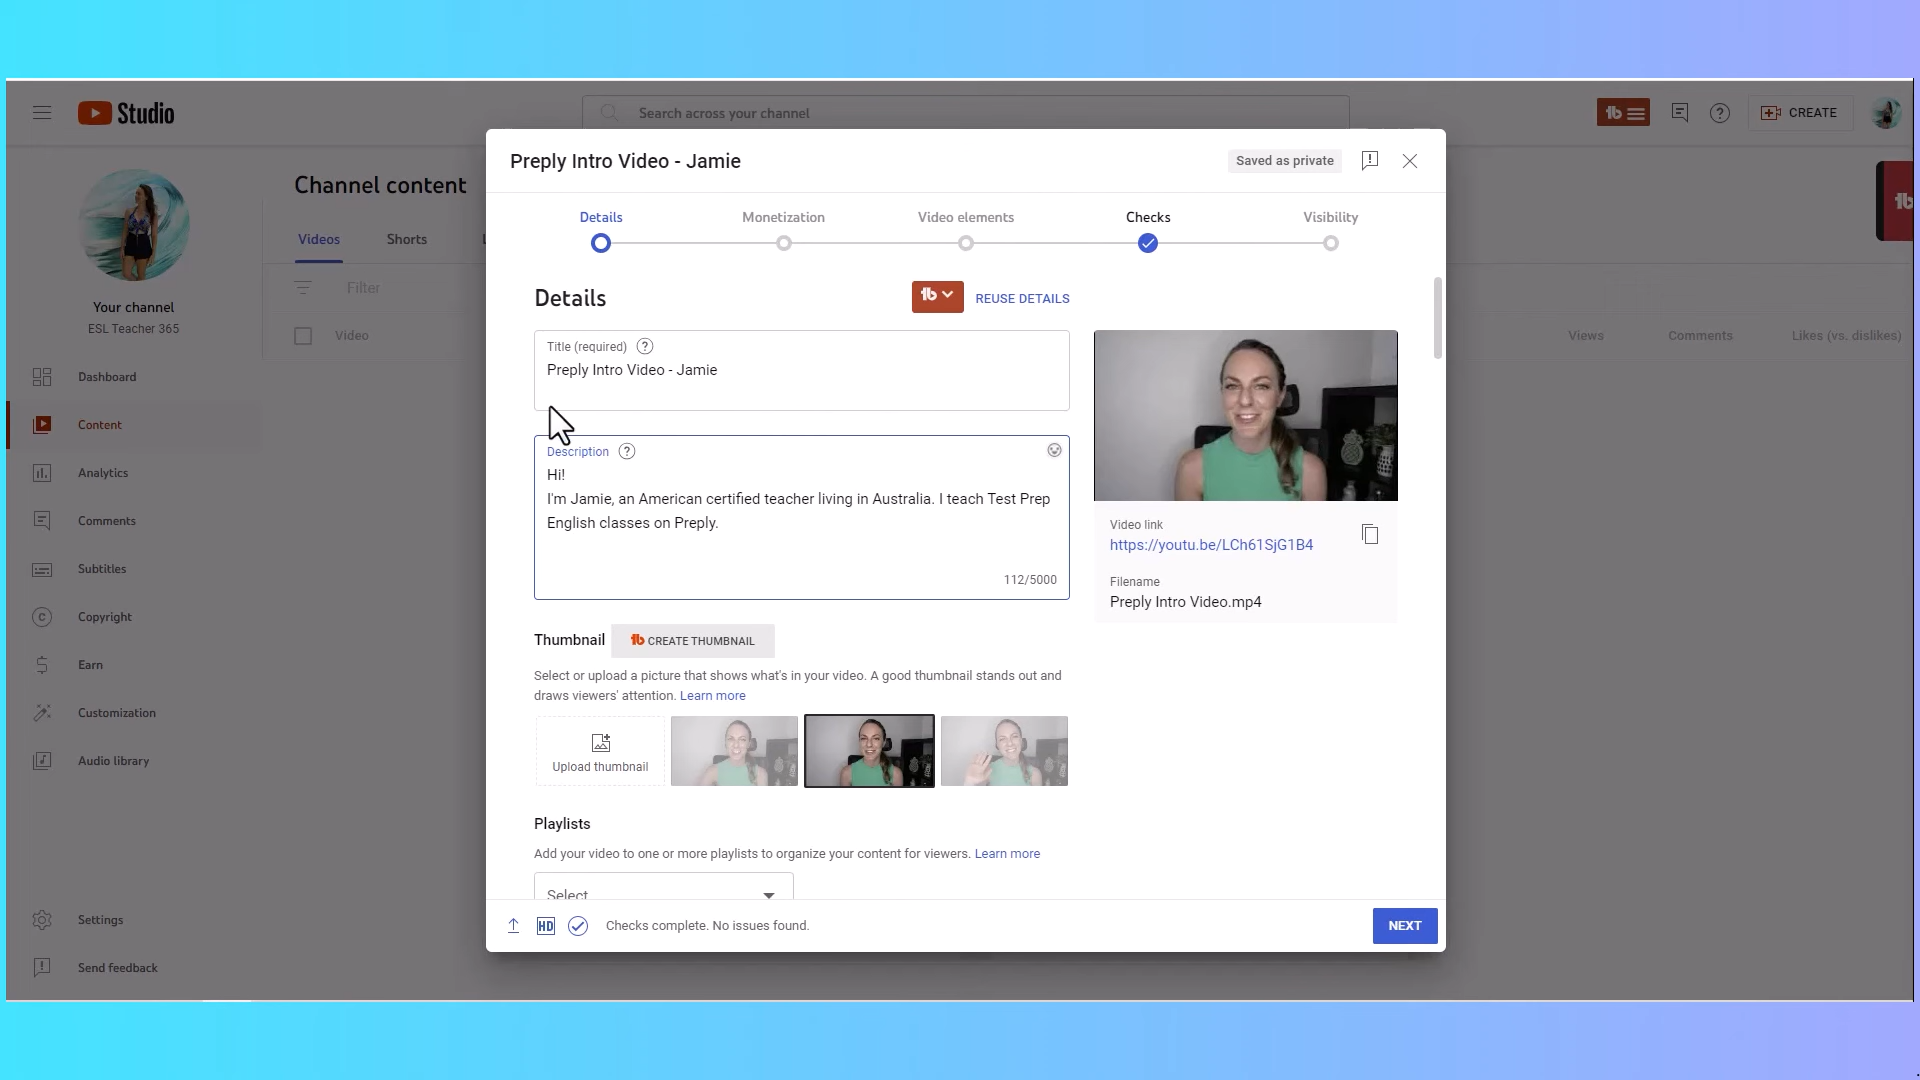 Studio
Search across your channel
CREATE
Your channel
ESL Teacher 365
Dashboard
Content
Analytics
Comments
Subtitles
Copyright
Earn
Customization
Audio library
Settings
Send feedback
Channel content
Videos
Shorts
Filter
Video
Views
Comments
Likes (vs. dislikes)
Preply Intro Video - Jamie
Saved as private
Details
Monetization
Video elements
Checks
Visibility
Details
REUSE DETAILS
Title (required)
Preply Intro Video - Jamie
Description
Hi!
I'm Jamie, an American certified teacher living in Australia. I teach Test Prep
English classes on Preply.
112/5000
Video link
https://youtu.be/LCh61SjG1B4
Filename
Preply Intro Video.mp4
Thumbnail
CREATE THUMBNAIL
Select or upload a picture that shows what's in your video. A good thumbnail stands out and
draws viewers' attention. Learn more
Upload thumbnail
Playlists
Add your video to one or more playlists to organize your content for viewers. Learn more
Select
HD
Checks complete. No issues found.
NEXT